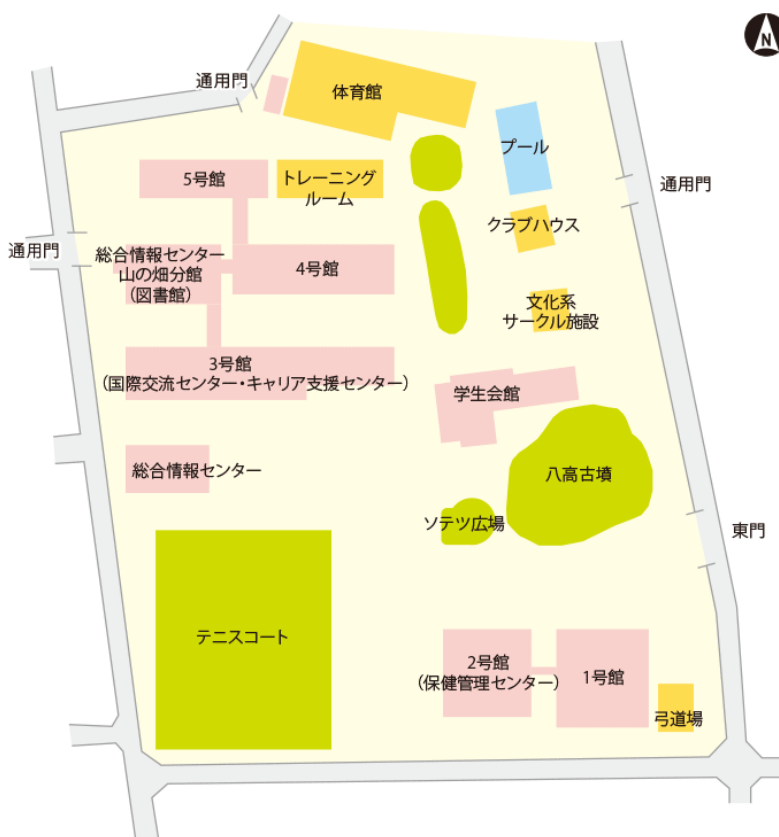 N
通用門
体育館
プール
5号館
トレーニング
ルーム
通用門
クラブハウス
通用門
総合情報センター
山の畑分館
(図書館)
4号館
文化系
サークル施設
3号館
(国際交流センター・キャリア支援センター)
学生会館
総合情報センター
八高古墳
ソテツ広場
東門
テニスコート
2号館
(保健管理センター)
1号館
弓道場